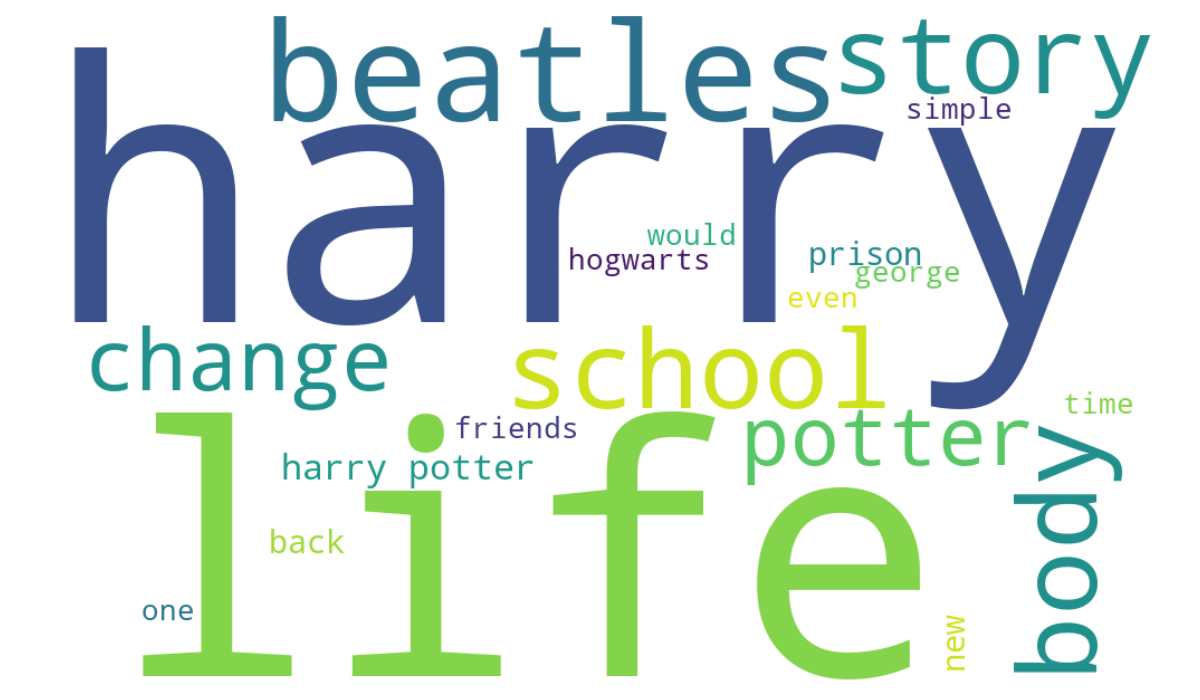 beatles
story
simple
harry
would
hogwarts
prison
george
even
change
school
time
life
friends
potter
harry potter
body
back
one
new